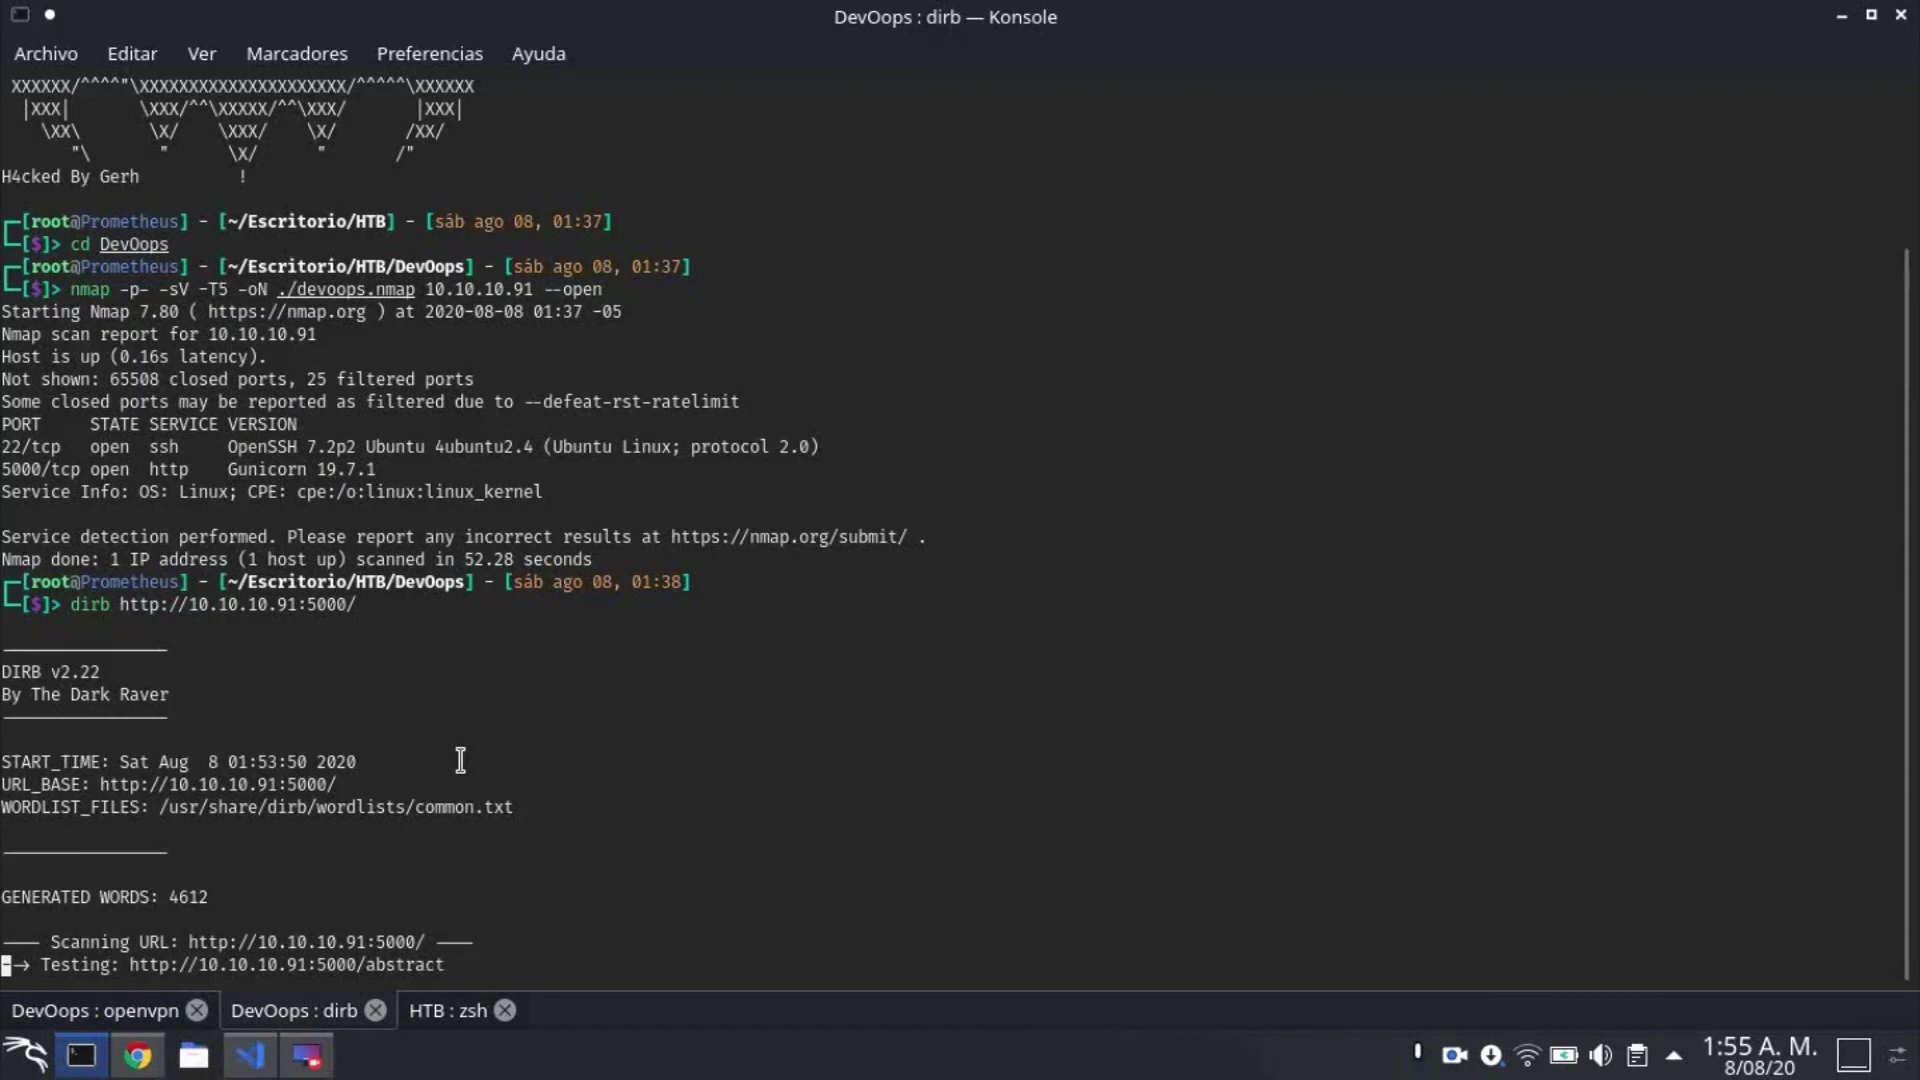 DevOops : dirb — Konsole
Archivo Editar Ver Marcadores Preferencias Ayuda
XXXXXX/^^^^"\XXXXXXXXXXXXXXXXXXXXX/^^^^^\XXXXXX
|XXX|       \XXX/^^\XXXXX/^^\XXX/       |XXX|
\XX\       \X/    \XXX/    \X/       /XX/
"\       "      \X/      "       /"
H4cked By Gerh          !
[root@Prometheus] - [~/Escritorio/HTB] - [sáb ago 08, 01:37]
[$]> cd DevOops
[root@Prometheus] - [~/Escritorio/HTB/DevOops] - [sáb ago 08, 01:37]
[$]> nmap -p- -sV -T5 -oN ./devoops.nmap 10.10.10.91 --open
Starting Nmap 7.80 ( https://nmap.org ) at 2020-08-08 01:37 -05
Nmap scan report for 10.10.10.91
Host is up (0.16s latency).
Not shown: 65508 closed ports, 25 filtered ports
Some closed ports may be reported as filtered due to --defeat-rst-ratelimit
PORT     STATE SERVICE VERSION
22/tcp   open  ssh     OpenSSH 7.2p2 Ubuntu 4ubuntu2.4 (Ubuntu Linux; protocol 2.0)
5000/tcp open  http    Gunicorn 19.7.1
Service Info: OS: Linux; CPE: cpe:/o:linux:linux_kernel
Service detection performed. Please report any incorrect results at https://nmap.org/submit/ .
Nmap done: 1 IP address (1 host up) scanned in 52.28 seconds
[root@Prometheus] - [~/Escritorio/HTB/DevOops] - [sáb ago 08, 01:38]
[$]> dirb http://10.10.10.91:5000/
DIRB v2.22
By The Dark Raver
START_TIME: Sat Aug  8 01:53:50 2020
URL_BASE: http://10.10.10.91:5000/
WORDLIST_FILES: /usr/share/dirb/wordlists/common.txt
GENERATED WORDS: 4612
---- Scanning URL: http://10.10.10.91:5000/ ----
--> Testing: http://10.10.10.91:5000/abstract
DevOops : openvpn DevOops : dirb HTB : zsh
1:55 A. M.
8/08/20